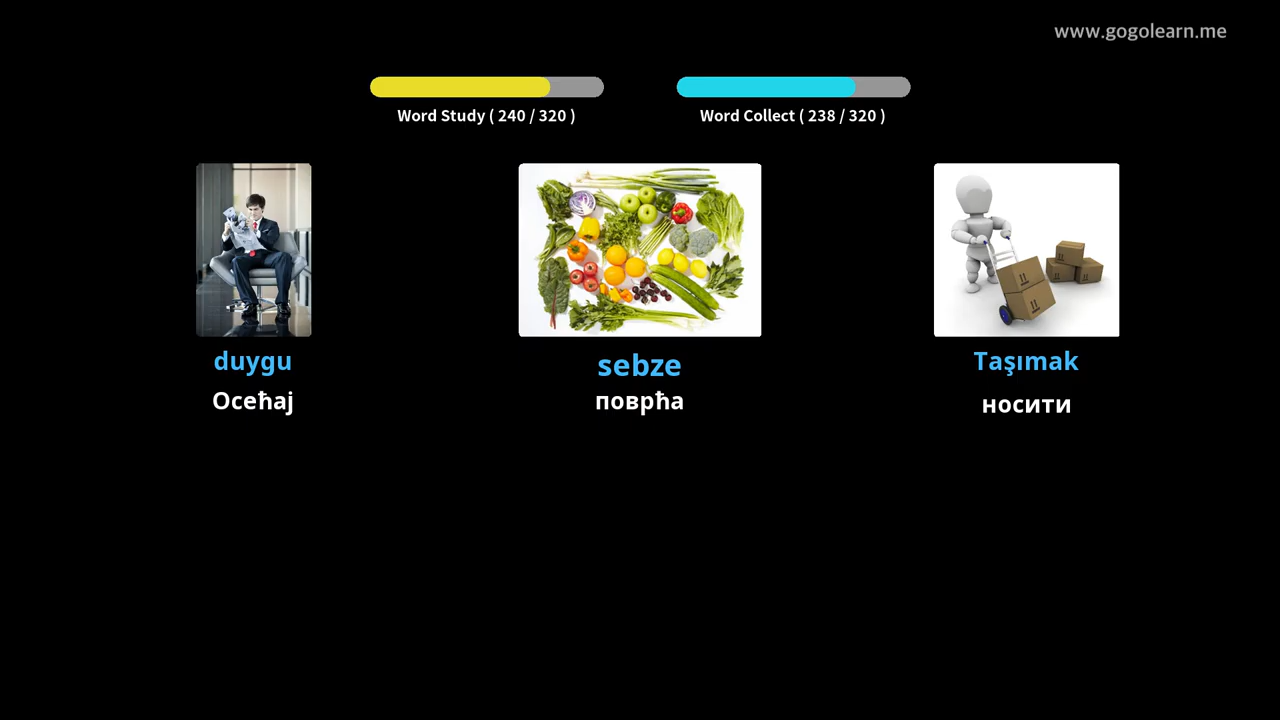 www.gogolearn.me
Word Study ( 240 / 320 )
Word Collect ( 238 / 320 )
duygu
Осећај
sebze
поврћа
Taşımak
носити